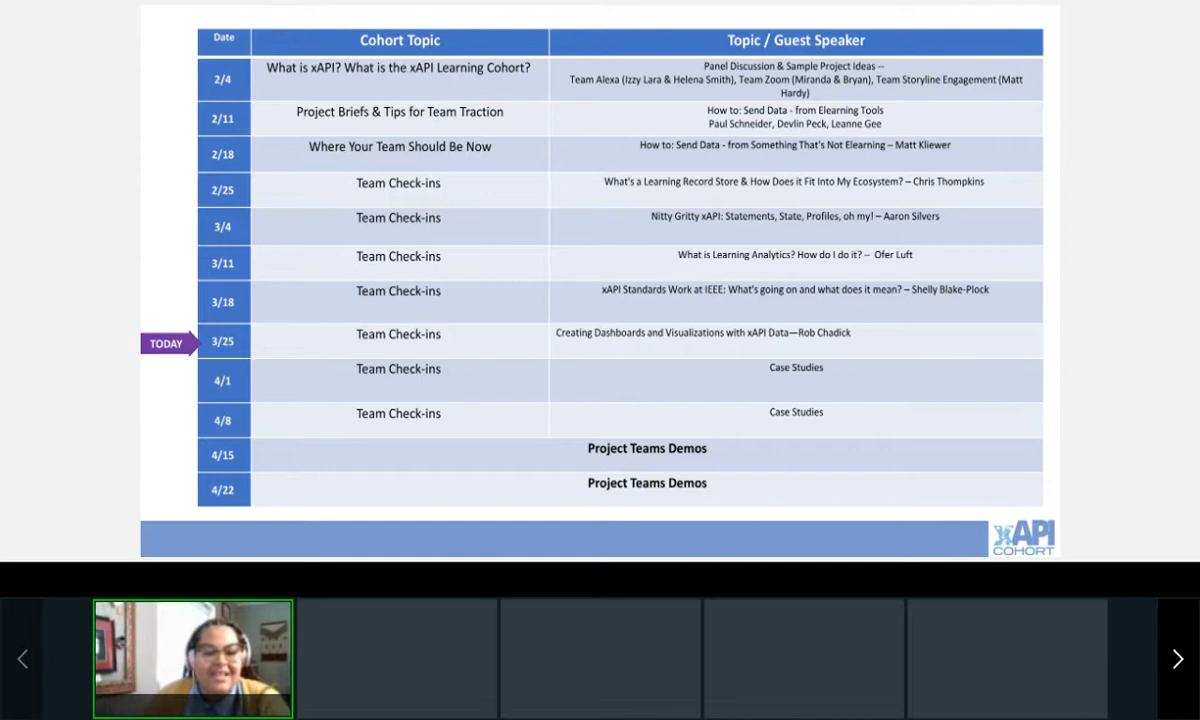 Date Cohort Topic Topic / Guest Speaker
2/4 What is xAPI? What is the xAPI Learning Cohort? Panel Discussion & Sample Project Ideas –
Team Alexa (Izzy Lara & Helena Smith), Team Zoom (Miranda & Bryan), Team Storyline Engagement (Matt
Hardy)
2/11 Project Briefs & Tips for Team Traction How to: Send Data - from Elearning Tools
Paul Schneider, Devlin Peck, Leanne Gee
2/18 Where Your Team Should Be Now How to: Send Data - from Something That's Not Elearning – Matt Kliewer
2/25 Team Check-ins What's a Learning Record Store & How Does it Fit Into My Ecosystem? – Chris Thompkins
3/4 Team Check-ins Nitty Gritty xAPI: Statements, State, Profiles, oh my! – Aaron Silvers
3/11 Team Check-ins What is Learning Analytics? How do I do it? – Ofer Luft
3/18 Team Check-ins xAPI Standards Work at IEEE: What's going on and what does it mean? – Shelly Blake-Plock
TODAY 3/25 Team Check-ins Creating Dashboards and Visualizations with xAPI Data—Rob Chadick
4/1 Team Check-ins Case Studies
4/8 Team Check-ins Case Studies
4/15 Project Teams Demos
4/22 Project Teams Demos
xAPI
COHORT